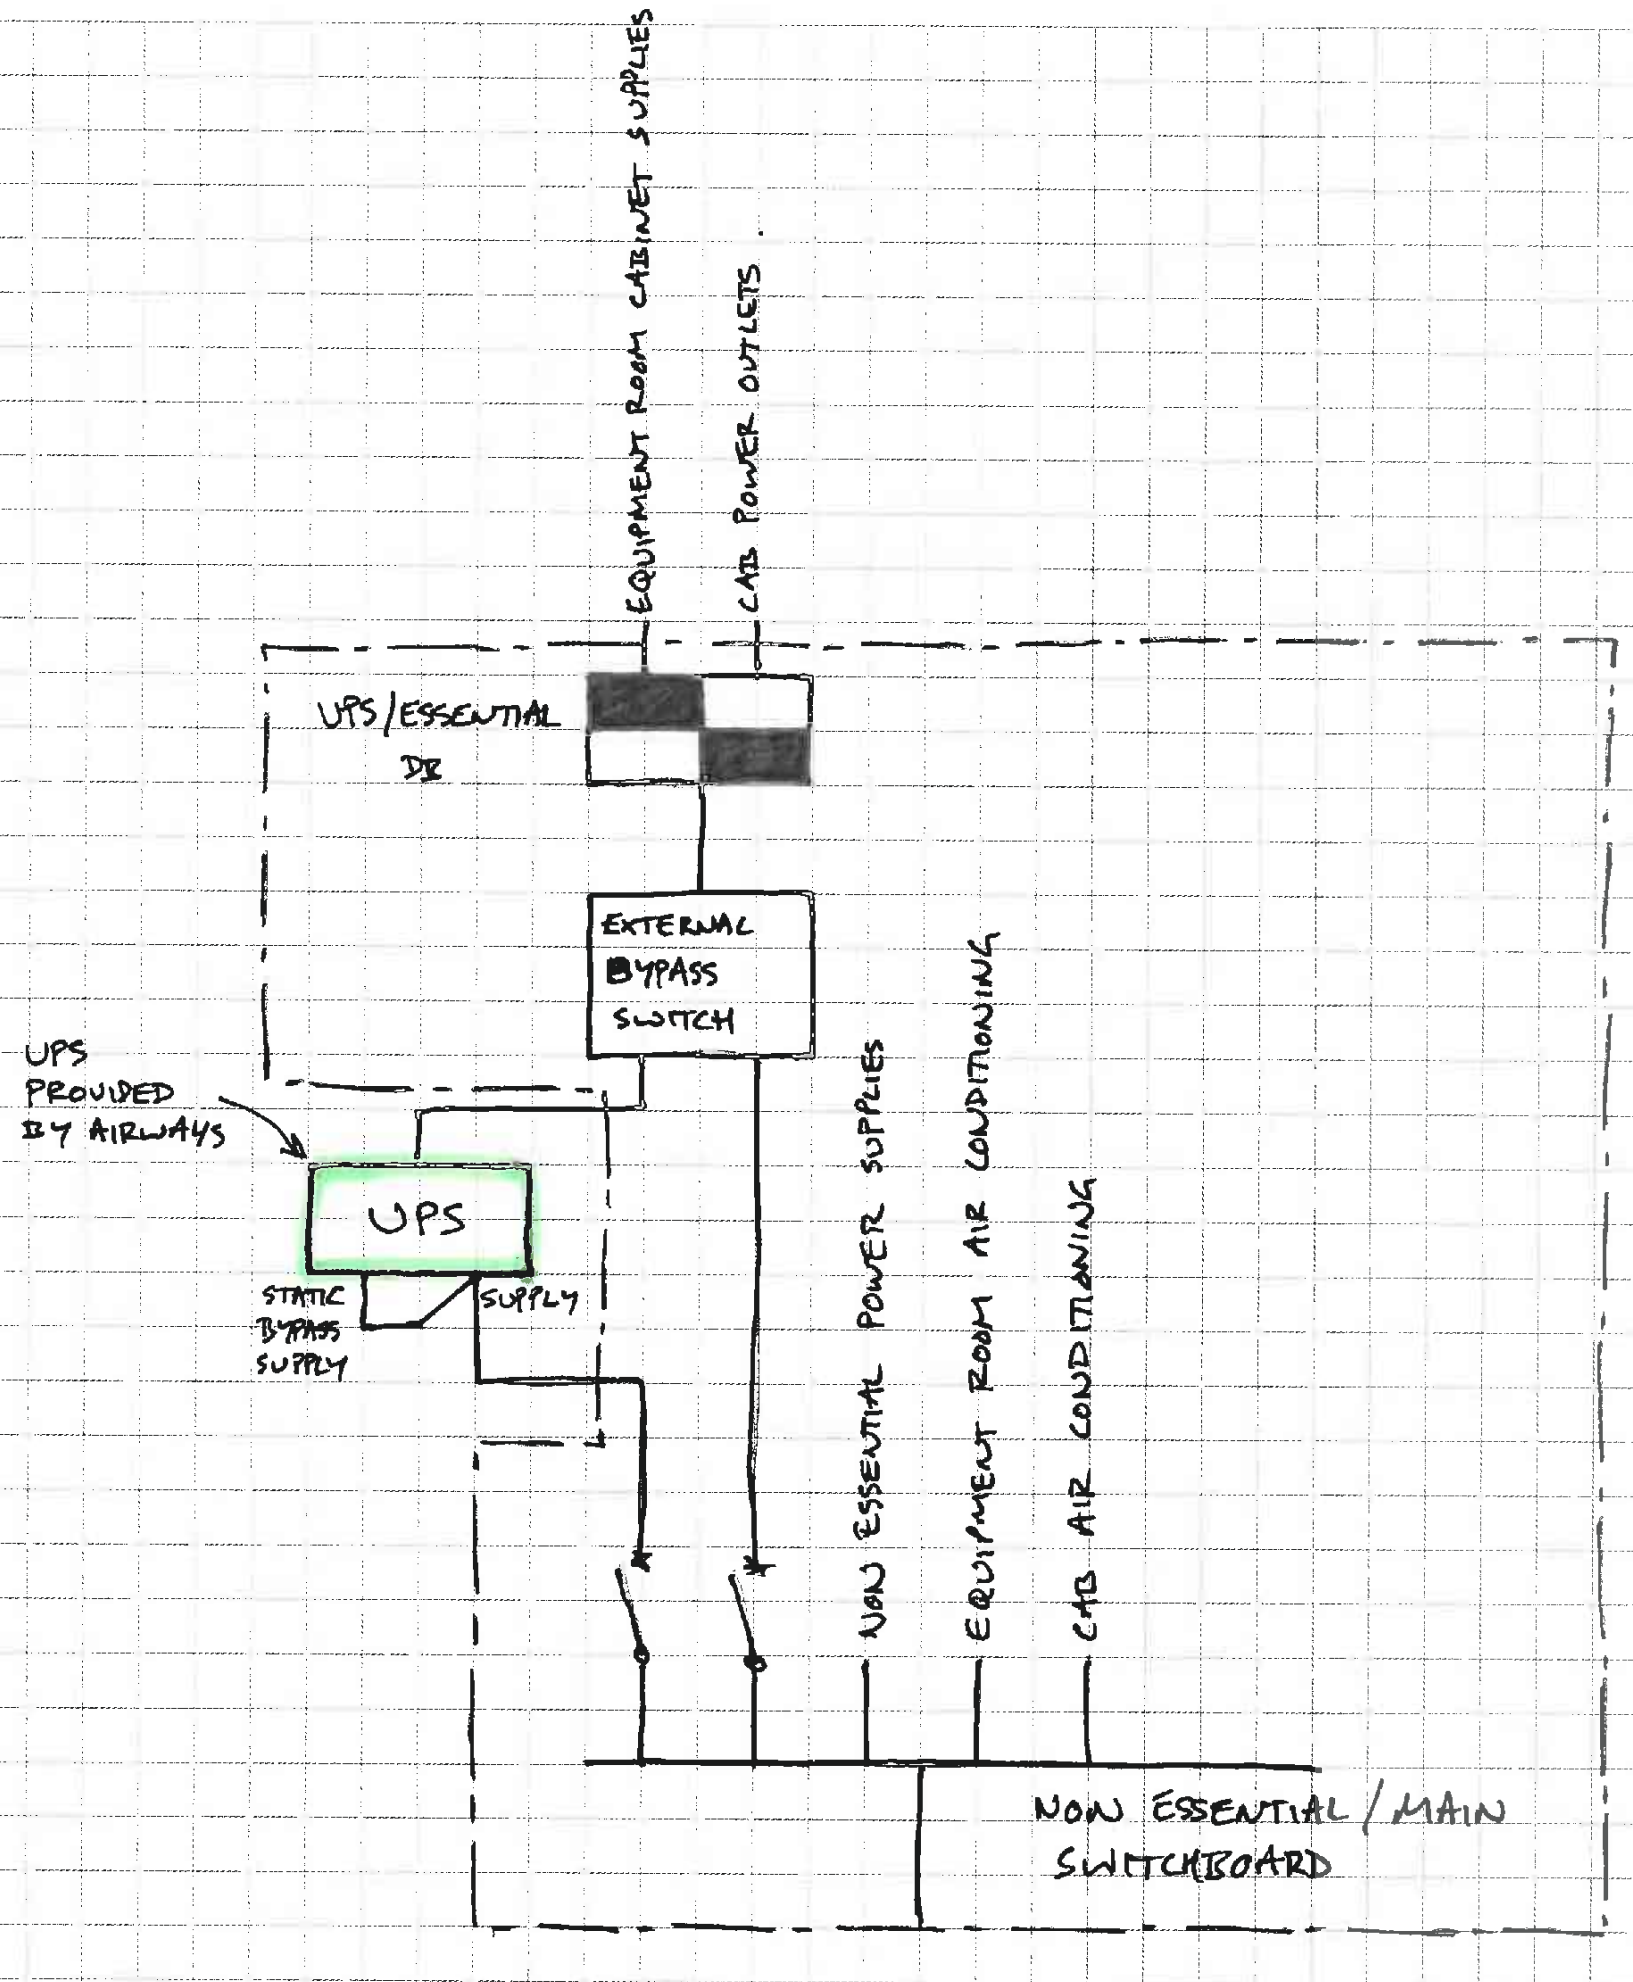 EQUIPMENT ROOM CABINET SUPPLIES
CAB POWER OUTLETS
UPS/ESSENTIAL
DB
EXTERNAL
BYPASS
SWITCH
UPS
PROVIDED
BY AIRWAYS
UPS
STATIC
BYPASS
SUPPLY
SUPPLY
NON ESSENTIAL POWER SUPPLIES
EQUIPMENT ROOM AIR CONDITIONING
CAB AIR CONDITIONING
NON ESSENTIAL/MAIN
SWITCHBOARD